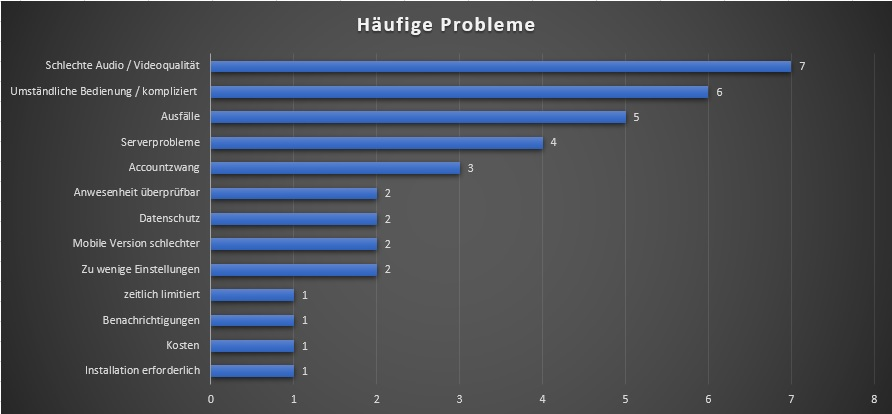 Häufige Probleme
Schlechte Audio / Videoqualität 7
Umständliche Bedienung / kompliziert 6
Ausfälle 5
Serverprobleme 4
Accountzwang 3
Anwesenheit überprüfbar 2
Datenschutz 2
Mobile Version schlechter 2
Zu wenige Einstellungen 2
zeitlich limitiert 1
Benachrichtigungen 1
Kosten 1
Installation erforderlich 1
0 1 2 3 4 5 6 7 8